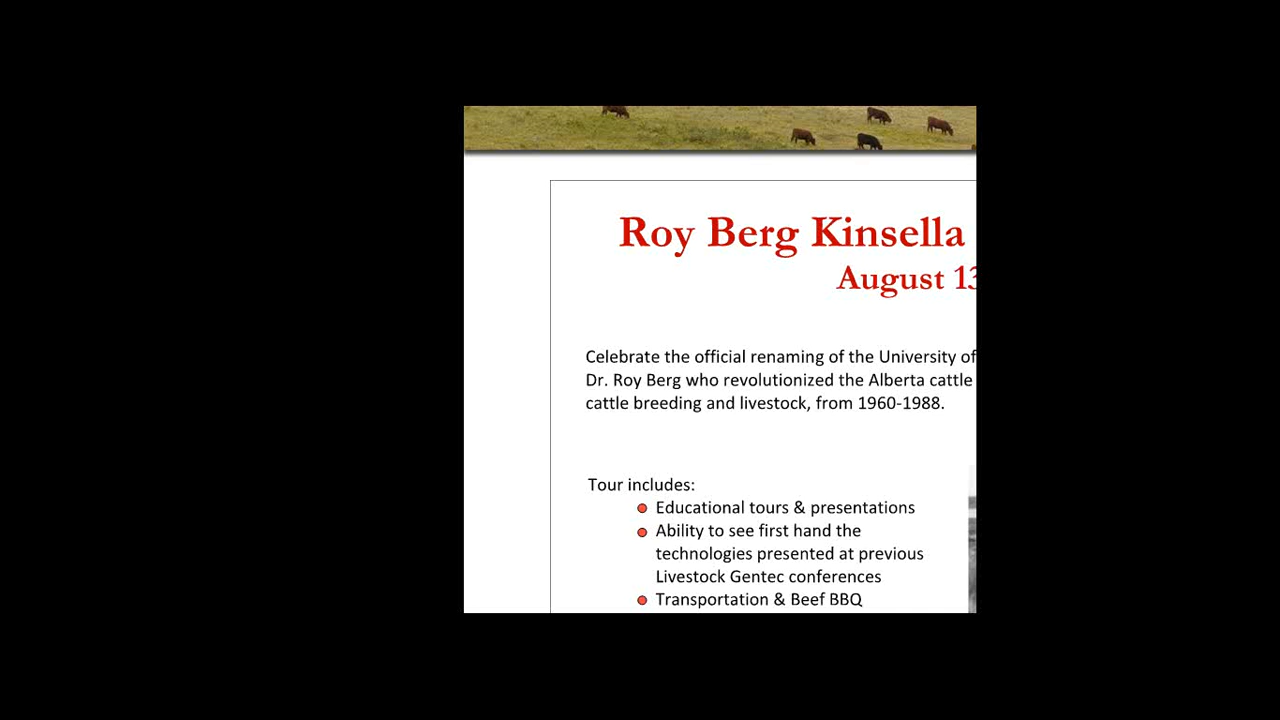 Roy Berg Kinsella
August 13
Celebrate the official renaming of the University of
Dr. Roy Berg who revolutionized the Alberta cattle
cattle breeding and livestock, from 1960-1988.
Tour includes:
Educational tours & presentations
Ability to see first hand the
technologies presented at previous
Livestock Gentec conferences
Transportation & Beef BBQ